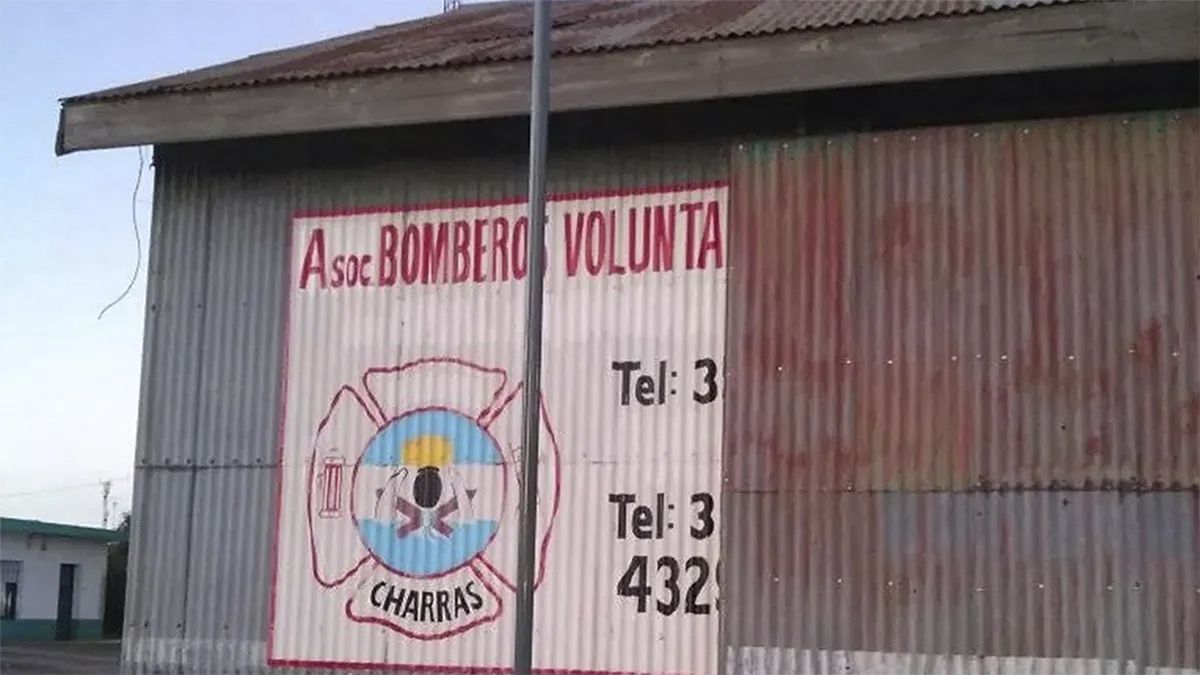 Asoc BOMBEROS VOLUNTA
Tel: 3
Tel: 3
432
CHARRAS